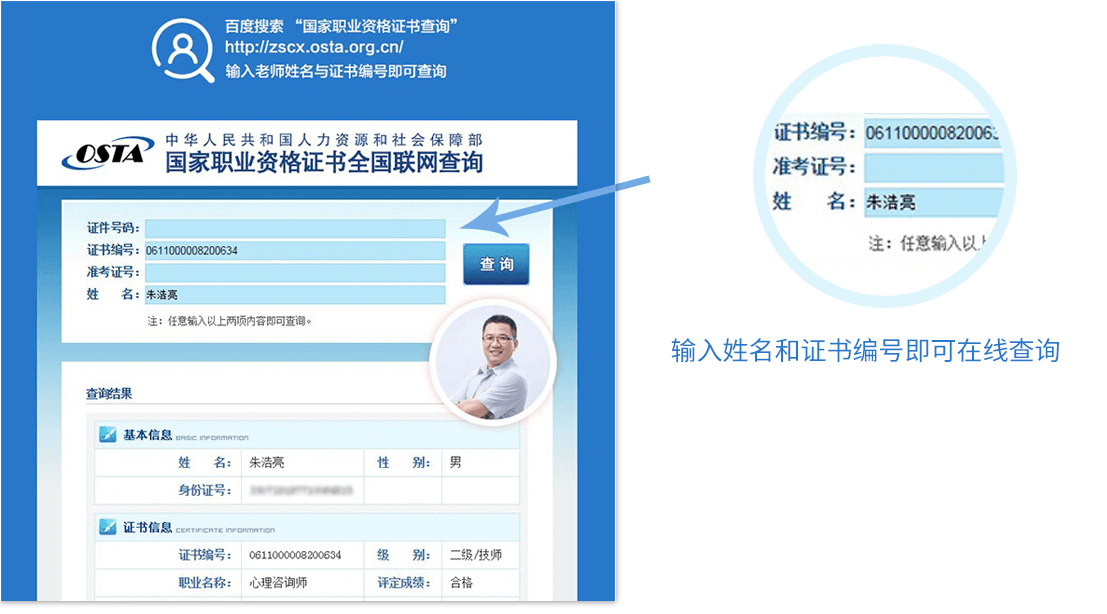 百度搜索 “国家职业资格证书查询”
http://zscx.osta.org.cn/
输入老师姓名与证书编号即可查询
OSTA
中华人民共和国人力资源和社会保障部
国家职业资格证书全国联网查询
证件号码：
证书编号： 0611000008200634
准考证号：
姓 名： 朱浩亮
查 询
注：任意输入以上两项内容即可查询。
查询结果
基本信息 BASIC INFORMATION
姓 名： 朱浩亮 性 别： 男
身份证号：
证书信息 CERTIFICATE INFORMATION
证书编号： 0611000008200634 级 别： 二级/技师
职业名称： 心理咨询师 评定成绩： 合格
证书编号： 061100000820063
准考证号：
姓 名： 朱浩亮
注：任意输入以上
输入姓名和证书编号即可在线查询